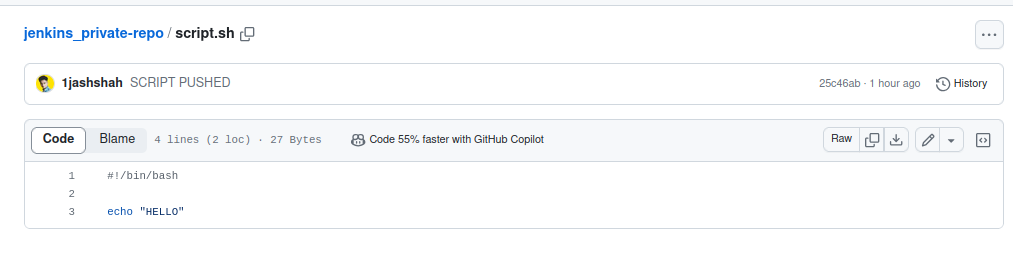 jenkins_private-repo / script.sh
1jashshah SCRIPT PUSHED 25c46ab · 1 hour ago History
Code Blame 4 lines (2 loc) · 27 Bytes Code 55% faster with GitHub Copilot Raw
1 #!/bin/bash
2
3 echo "HELLO"